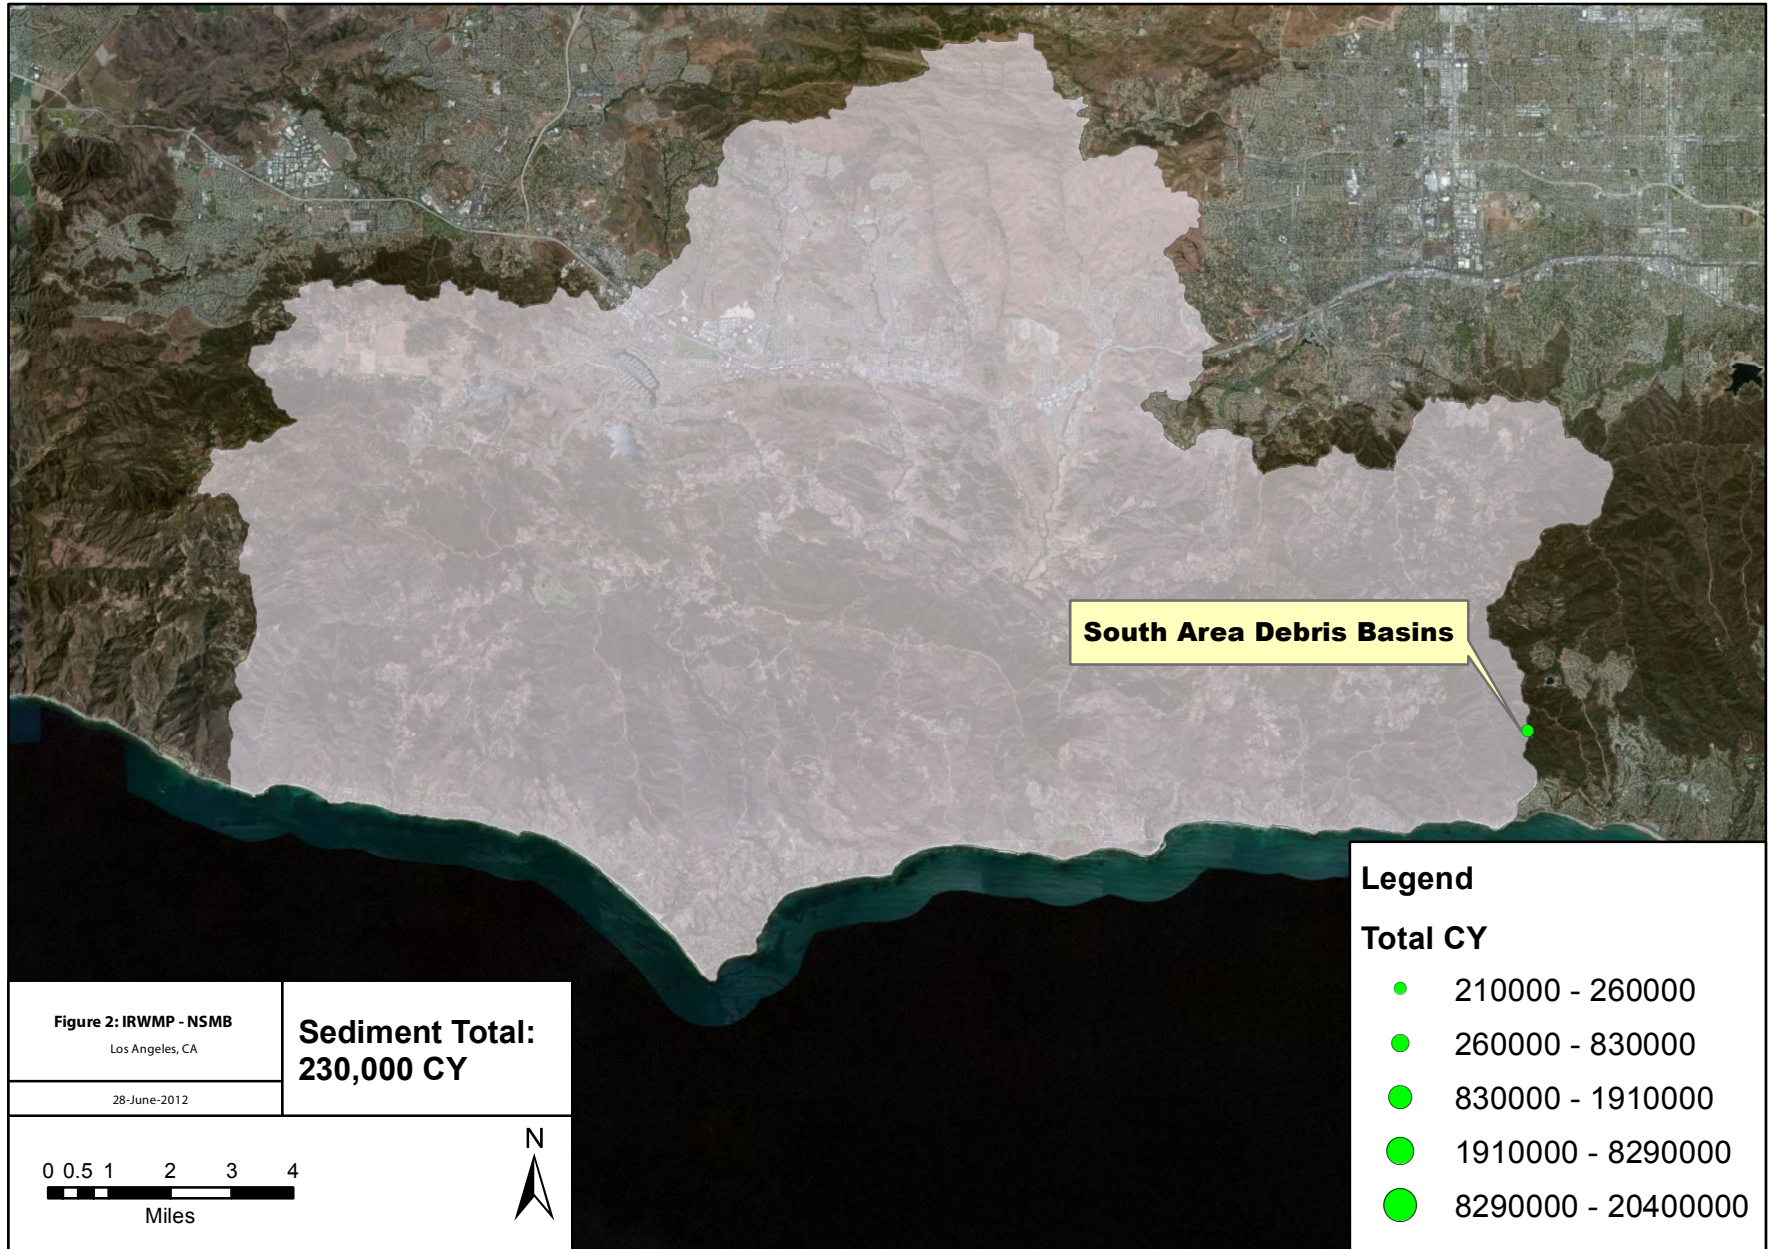 South Area Debris Basins
Legend
Total CY
210000 - 260000
260000 - 830000
830000 - 1910000
1910000 - 8290000
8290000 - 20400000
Figure 2: IRWMP - NSMB
Los Angeles, CA
28-June-2012
Sediment Total:
230,000 CY
N
0 0.5 1 2 3 4
Miles